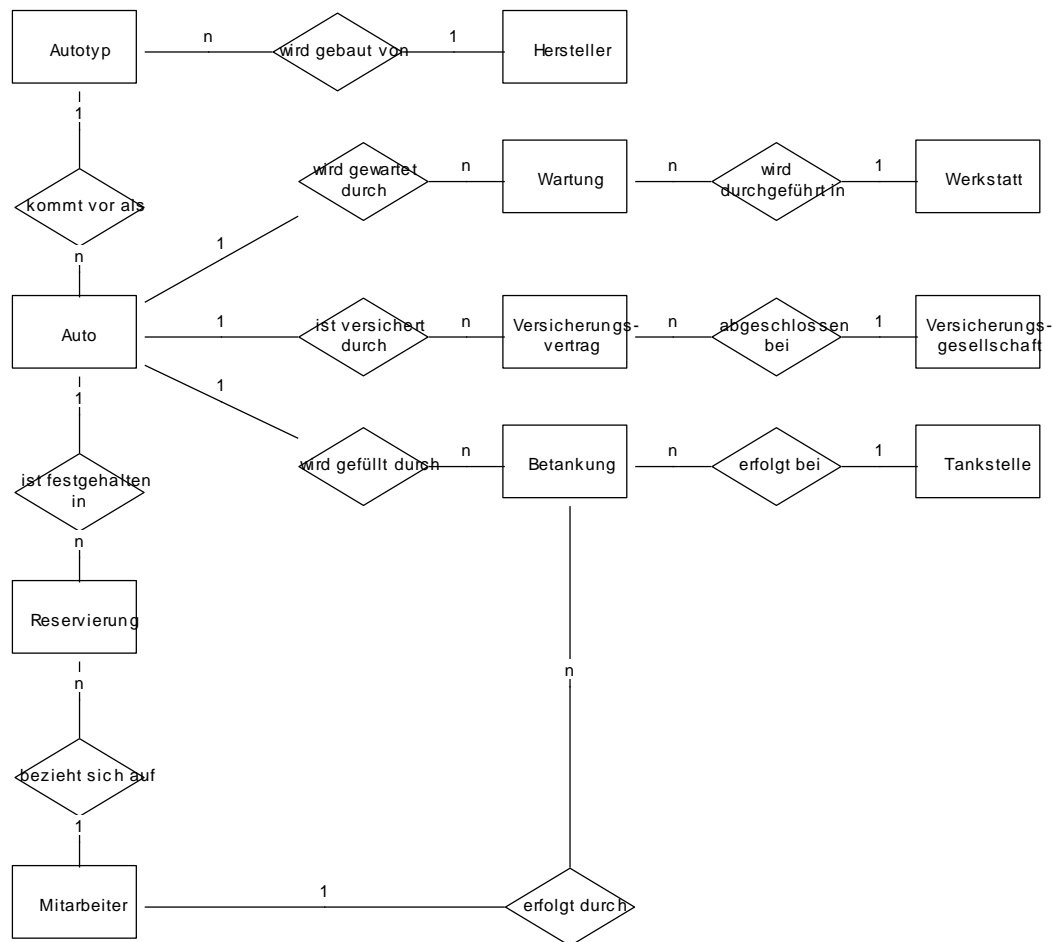 Autotyp
n
wird gebaut von
1
Hersteller
1
kommt vor als
n
wird gewartet
durch
n
Wartung
n
wird
durchgeführt in
1
Werkstatt
1
Auto
1
ist versichert
durch
n
Versicherungs-
vertrag
n
abgeschlossen
bei
1
Versicherungs-
gesellschaft
1
1
wird gefüllt durch
n
Betankung
n
erfolgt bei
1
Tankstelle
ist festgehalten
in
n
Reservierung
n
n
bezieht sich auf
1
Mitarbeiter
1
erfolgt durch